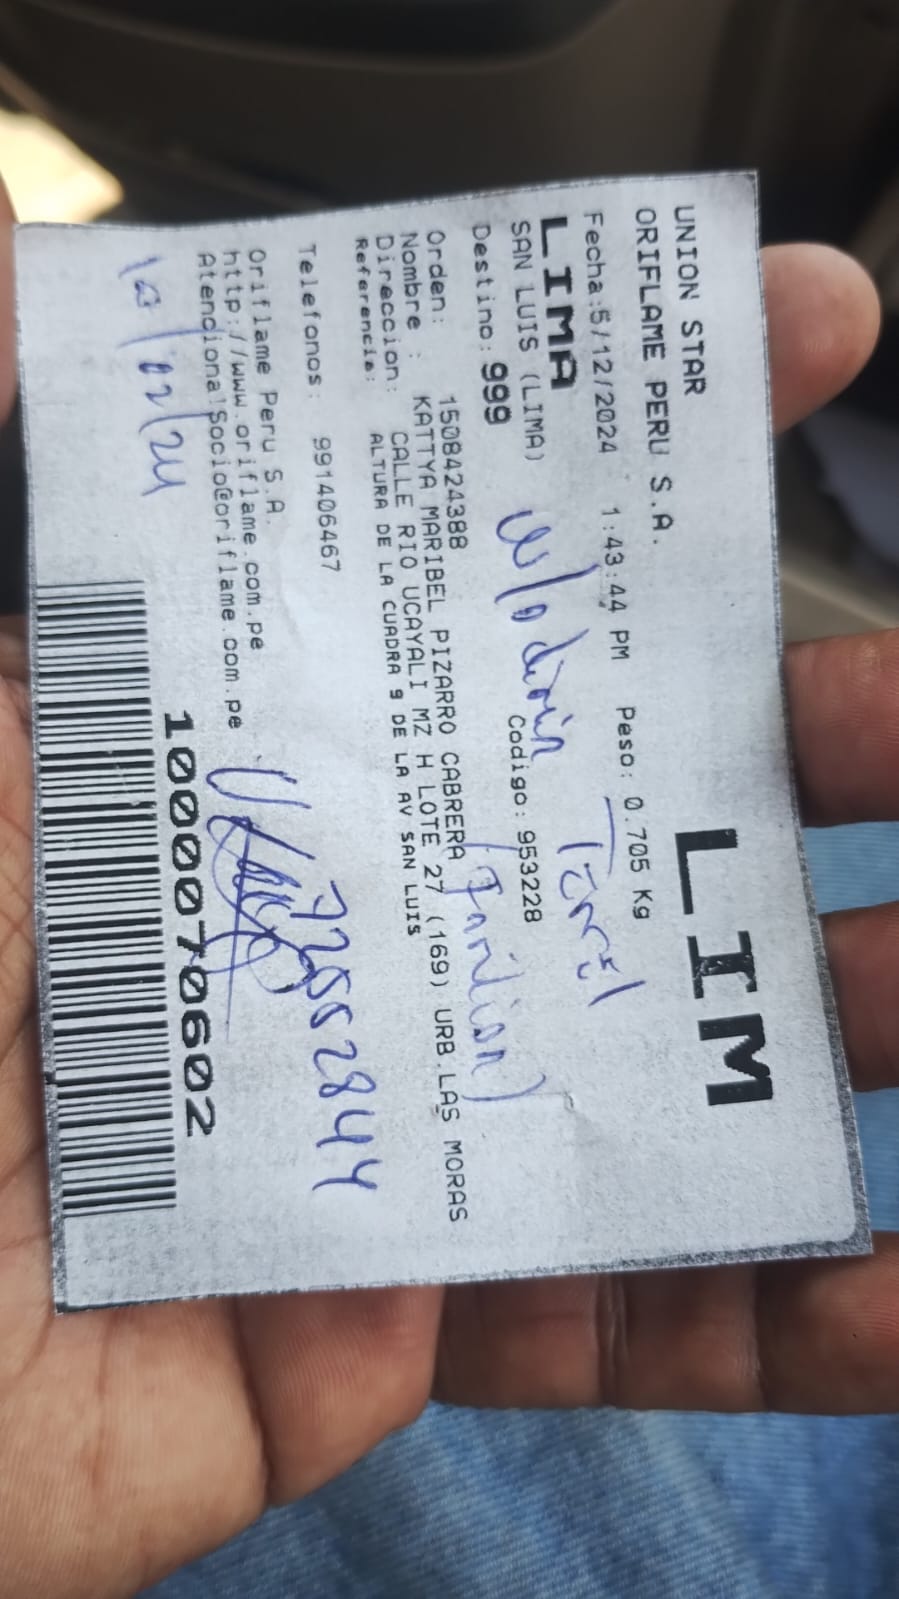 UNION STAR
LIM
ORIFLAME PERU S.A.
Fecha:5/12/2024 1:43:44 PM Peso: 0.705 Kg
LIMA
SAN LUIS (LIMA) Codigo: 953228
Destino: 999
(familiar)
Orden: 1508424388
Nombre : KATTYA MARIBEL PIZARRO CABRERA
Direccion: CALLE RIO UCAYALI MZ H LOTE 27 (169) URB.LAS MORAS
Referencia: ALTURA DE LA CUADRA 9 DE LA AV SAN LUIS
Telefonos: 991406467
72552844
Oriflame Peru S.A.
http://www.oriflame.com.pe
Atencional!Socio@oriflame.com.pe
1000070602